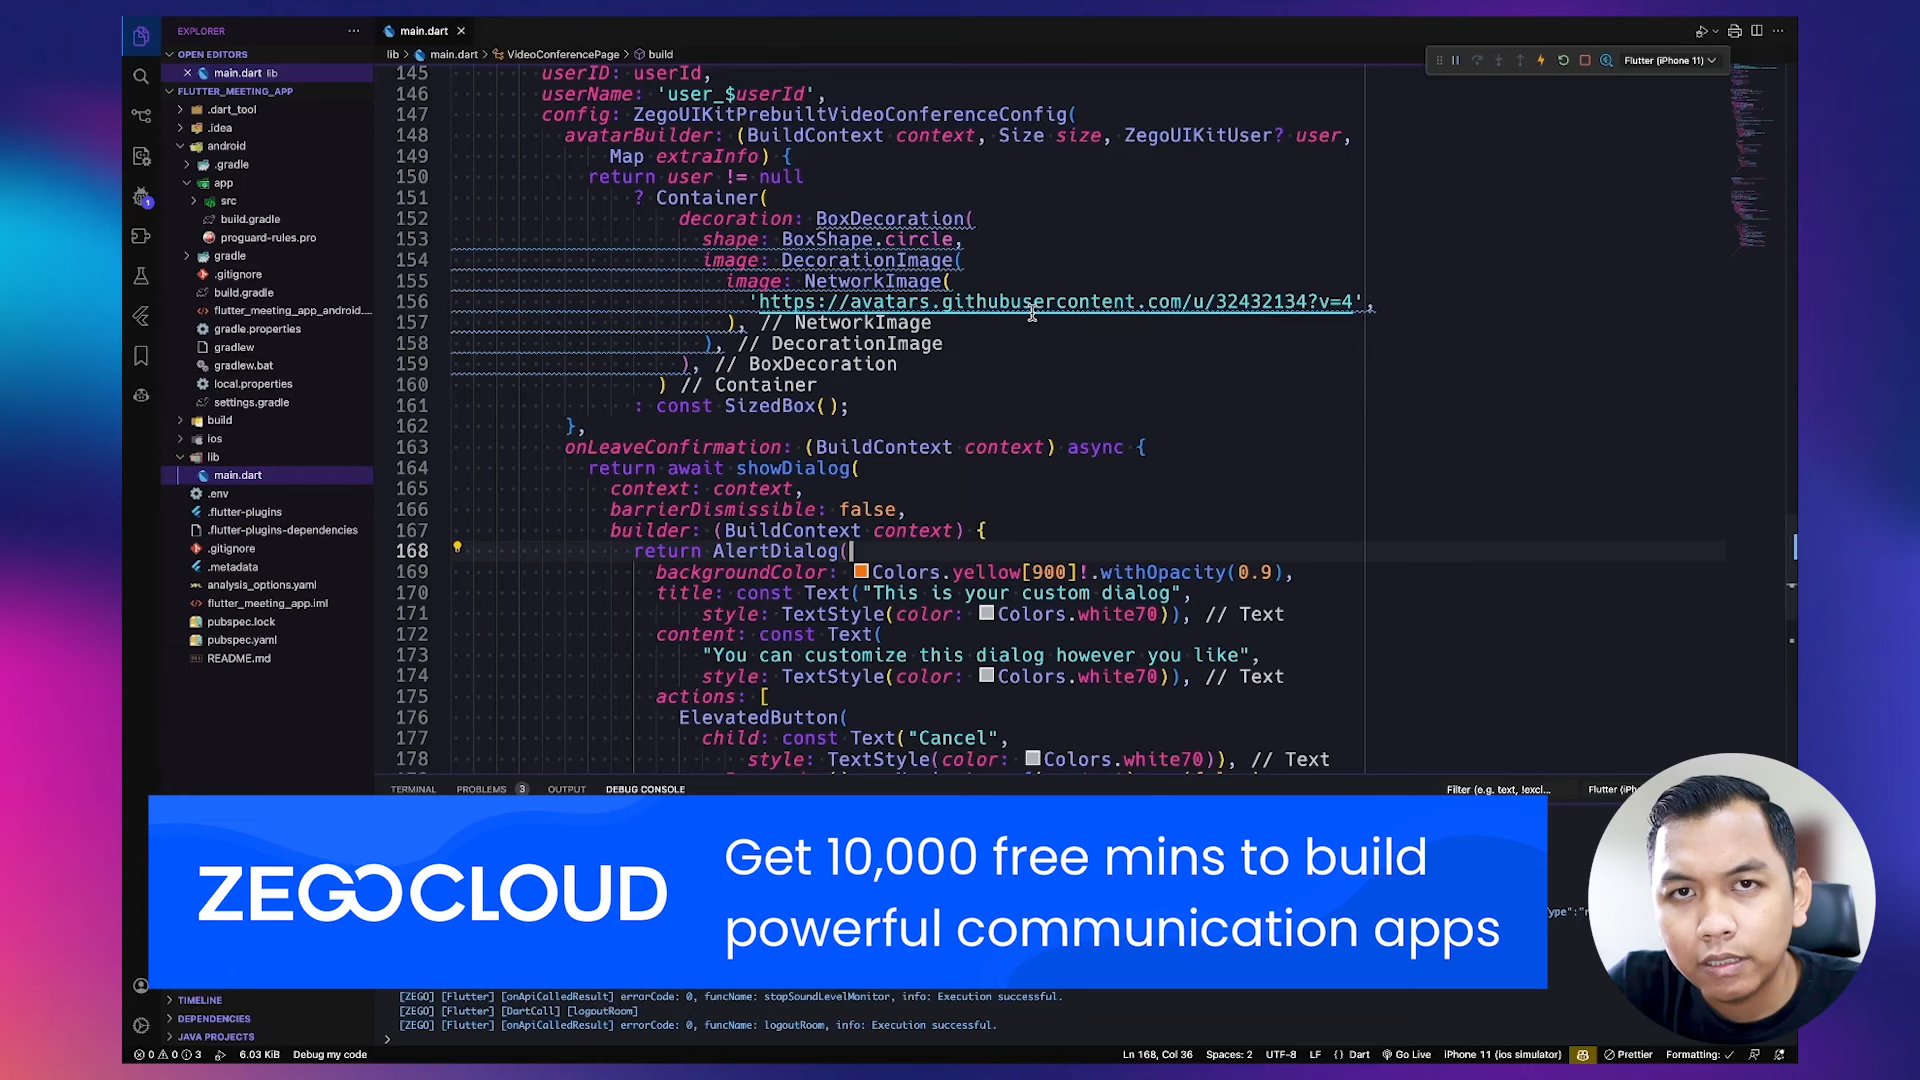 EXPLORER
OPEN EDITORS
main.dart lib
FLUTTER_MEETING_APP
.dart_tool
.idea
android
.gradle
app
src
build.gradle
proguard-rules.pro
gradle
.gitignore
build.gradle
flutter_meeting_app_android....
gradle.properties
gradlew
gradlew.bat
local.properties
settings.gradle
build
ios
lib
main.dart
.env
.flutter-plugins
.flutter-plugins-dependencies
.gitignore
.metadata
analysis_options.yaml
flutter_meeting_app.iml
pubspec.lock
pubspec.yaml
README.md
TIMELINE
DEPENDENCIES
JAVA PROJECTS
1
main.dart
lib > main.dart > VideoConferencePage > build
Flutter (iPhone 11)
145 userID: userId,
146 userName: 'user_$userId',
147 config: ZegoUIKitPrebuiltVideoConferenceConfig(
148 avatarBuilder: (BuildContext context, Size size, ZegoUIKitUser? user,
149 Map extraInfo) {
150 return user != null
151 ? Container(
152 decoration: BoxDecoration(
153 shape: BoxShape.circle,
154 image: DecorationImage(
155 image: NetworkImage(
156 'https://avatars.githubusercontent.com/u/32432134?v=4',
157 ), // NetworkImage
158 ), // DecorationImage
159 ), // BoxDecoration
160 ) // Container
161 : const SizedBox();
162 },
163 onLeaveConfirmation: (BuildContext context) async {
164 return await showDialog(
165 context: context,
166 barrierDismissible: false,
167 builder: (BuildContext context) {
168 return AlertDialog(
169 backgroundColor: Colors.yellow[900]!.withOpacity(0.9),
170 title: const Text("This is your custom dialog",
171 style: TextStyle(color: Colors.white70)), // Text
172 content: const Text(
173 "You can customize this dialog however you like",
174 style: TextStyle(color: Colors.white70)), // Text
175 actions: [
176 ElevatedButton(
177 child: const Text("Cancel",
178 style: TextStyle(color: Colors.white70)), // Text
TERMINAL PROBLEMS 3 OUTPUT DEBUG CONSOLE Filter (e.g. text, !excl... Flutter (iPh
ZEGOCLOUD
Get 10,000 free mins to build
powerful communication apps
[ZEGO] [Flutter] [onApiCalledResult] errorCode: 0, funcName: stopSoundLevelMonitor, info: Execution successful.
[ZEGO] [Flutter] [DartCall] [logoutRoom]
[ZEGO] [Flutter] [onApiCalledResult] errorCode: 0, funcName: logoutRoom, info: Execution successful.
0 0 3 6.03 KiB Debug my code Ln 168, Col 36 Spaces: 2 UTF-8 LF {} Dart Go Live iPhone 11 (ios simulator) Prettier Formatting: ✓